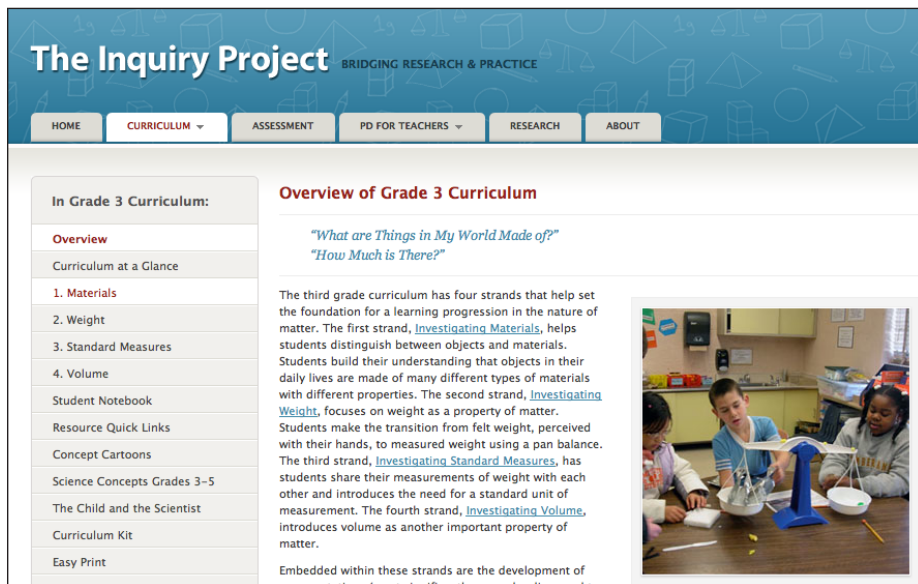 The Inquiry Project BRIDGING RESEARCH & PRACTICE
HOME CURRICULUM ASSESSMENT PD FOR TEACHERS RESEARCH ABOUT
In Grade 3 Curriculum:
Overview
Curriculum at a Glance
1. Materials
2. Weight
3. Standard Measures
4. Volume
Student Notebook
Resource Quick Links
Concept Cartoons
Science Concepts Grades 3–5
The Child and the Scientist
Curriculum Kit
Easy Print
Overview of Grade 3 Curriculum
“What are Things in My World Made of?”
“How Much is There?”
The third grade curriculum has four strands that help set
the foundation for a learning progression in the nature of
matter. The first strand, Investigating Materials, helps
students distinguish between objects and materials.
Students build their understanding that objects in their
daily lives are made of many different types of materials
with different properties. The second strand, Investigating
Weight, focuses on weight as a property of matter.
Students make the transition from felt weight, perceived
with their hands, to measured weight using a pan balance.
The third strand, Investigating Standard Measures, has
students share their measurements of weight with each
other and introduces the need for a standard unit of
measurement. The fourth strand, Investigating Volume,
introduces volume as another important property of
matter.
Embedded within these strands are the development of